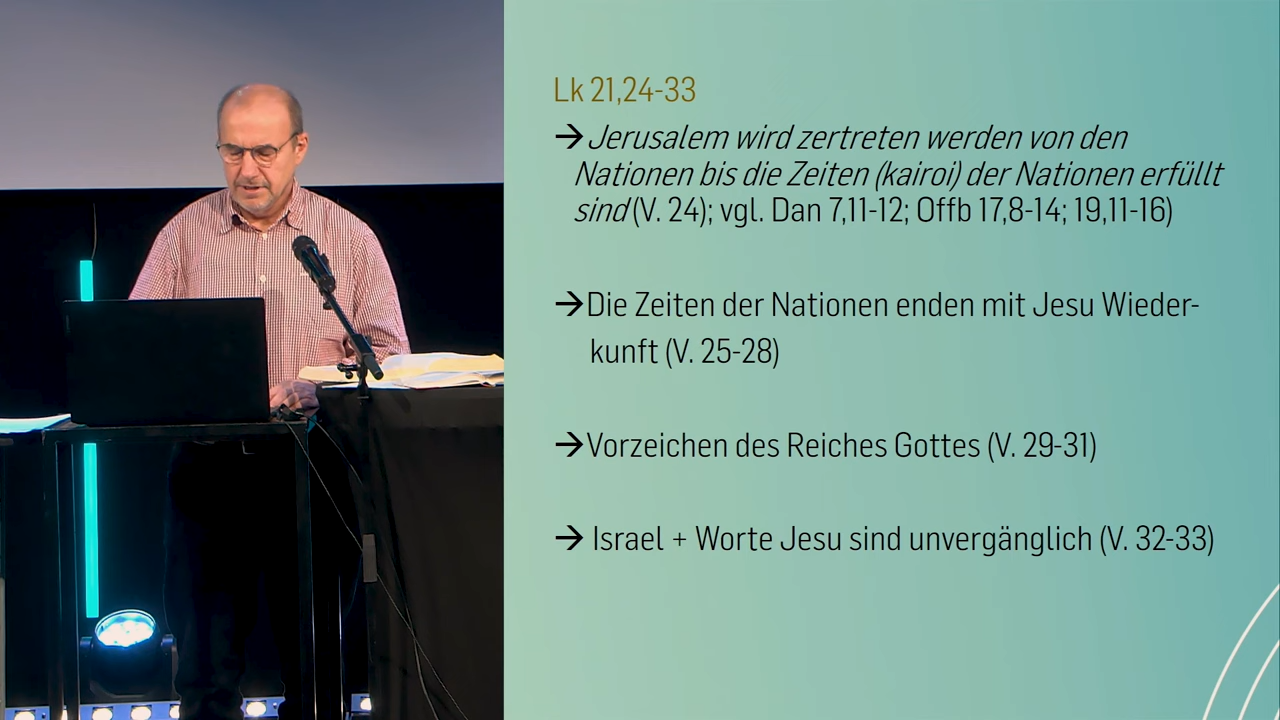 Lk 21,24-33
→ Jerusalem wird zertreten werden von den
Nationen bis die Zeiten (kairoi) der Nationen erfüllt
sind (V. 24); vgl. Dan 7,11-12; Offb 17,8-14; 19,11-16)
→ Die Zeiten der Nationen enden mit Jesu Wieder-
kunft (V. 25-28)
→ Vorzeichen des Reiches Gottes (V. 29-31)
→ Israel + Worte Jesu sind unvergänglich (V. 32-33)